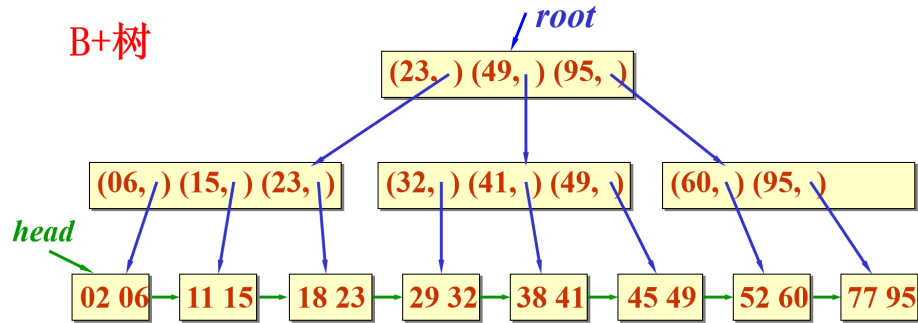 B+树
root
(23, ) (49, ) (95, )
(06, ) (15, ) (23, )
(32, ) (41, ) (49, )
(60, ) (95, )
head
02 06
11 15
18 23
29 32
38 41
45 49
52 60
77 95